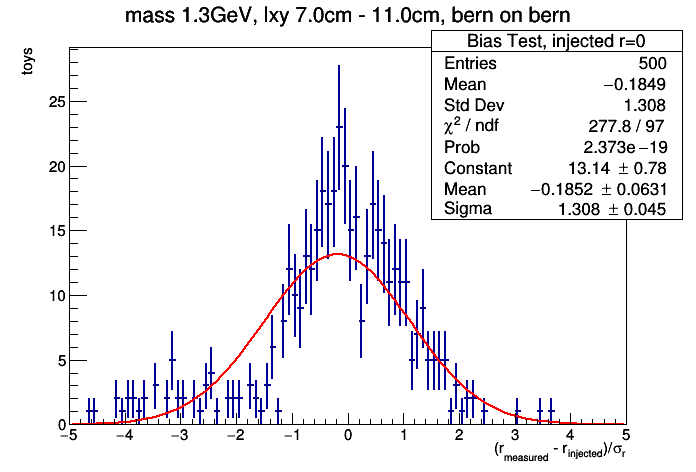 mass 1.3GeV, lxy 7.0cm - 11.0cm, bern on bern
Bias Test, injected r=0
Entries 500
Mean −0.1849
Std Dev 1.308
χ² / ndf 277.8 / 97
Prob 2.373e−19
Constant 13.14 ± 0.78
Mean −0.1852 ± 0.0631
Sigma 1.308 ± 0.045
toys
25
20
15
10
5
0
−5 −4 −3 −2 −1 0 1 2 3 4 5
(r_measured - r_injected)/σ_r